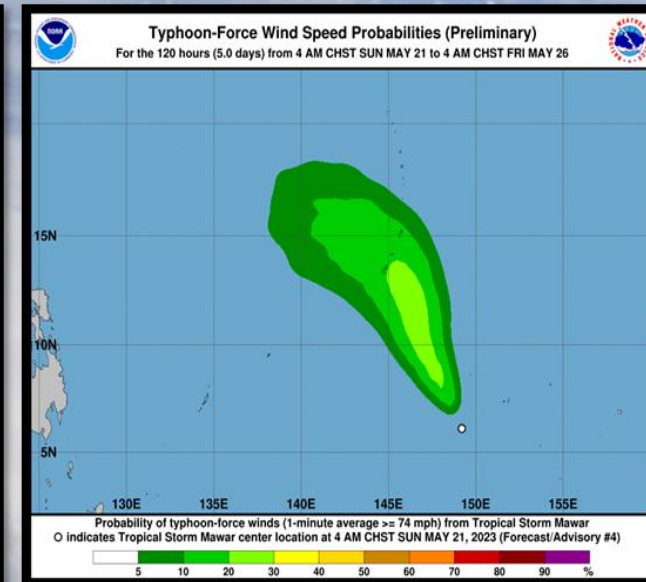 Typhoon-Force Wind Speed Probabilities (Preliminary)
For the 120 hours (5.0 days) from 4 AM CHST SUN MAY 21 to 4 AM CHST FRI MAY 26
NOAA
15N
10N
5N
130E 135E 140E 145E 150E 155E
Probability of typhoon-force winds (1-minute average >= 74 mph) from Tropical Storm Mawar
O indicates Tropical Storm Mawar center location at 4 AM CHST SUN MAY 21, 2023 (Forecast/Advisory #4)
5 10 20 30 40 50 60 70 80 90 %